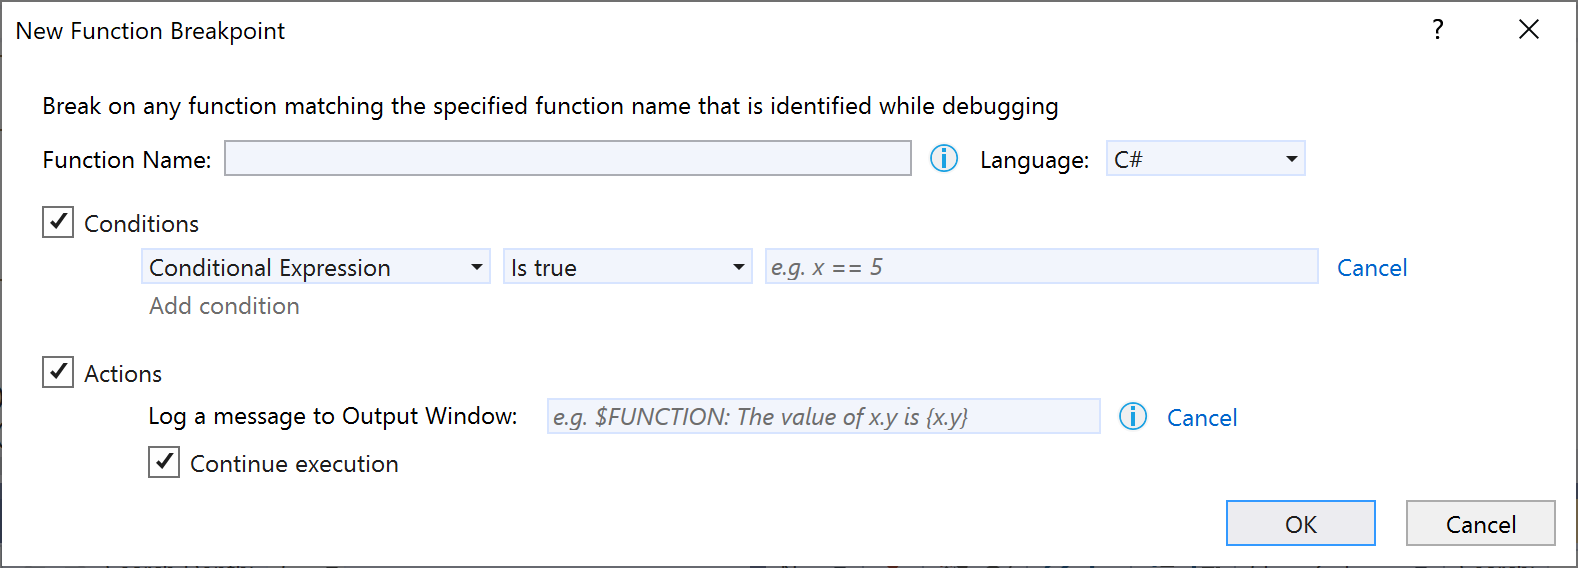 New Function Breakpoint ?
Break on any function matching the specified function name that is identified while debugging
Function Name: Language: C#
Conditions
Conditional Expression Is true e.g. x == 5 Cancel
Add condition
Actions
Log a message to Output Window: e.g. $FUNCTION: The value of x.y is {x.y} Cancel
Continue execution
OK Cancel